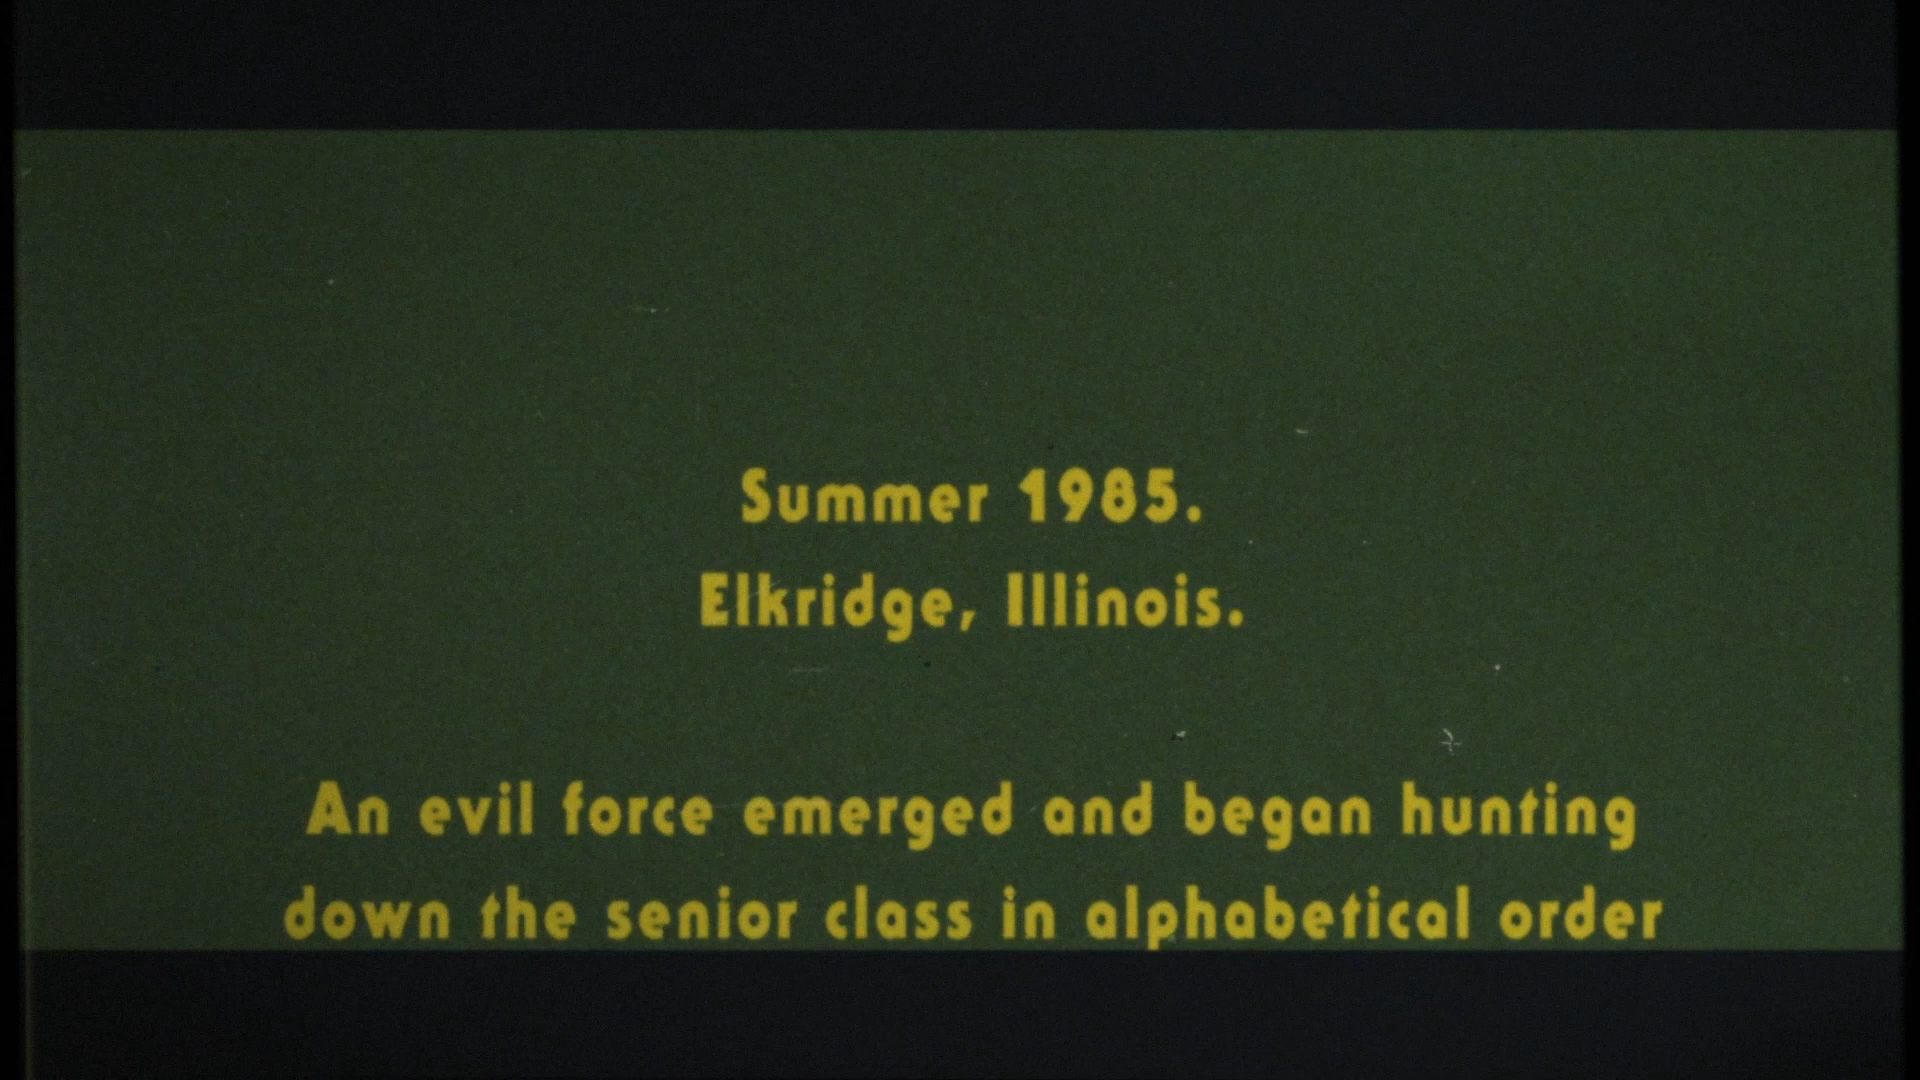 Summer 1985.
Elkridge, Illinois.
An evil force emerged and began hunting
down the senior class in alphabetical order